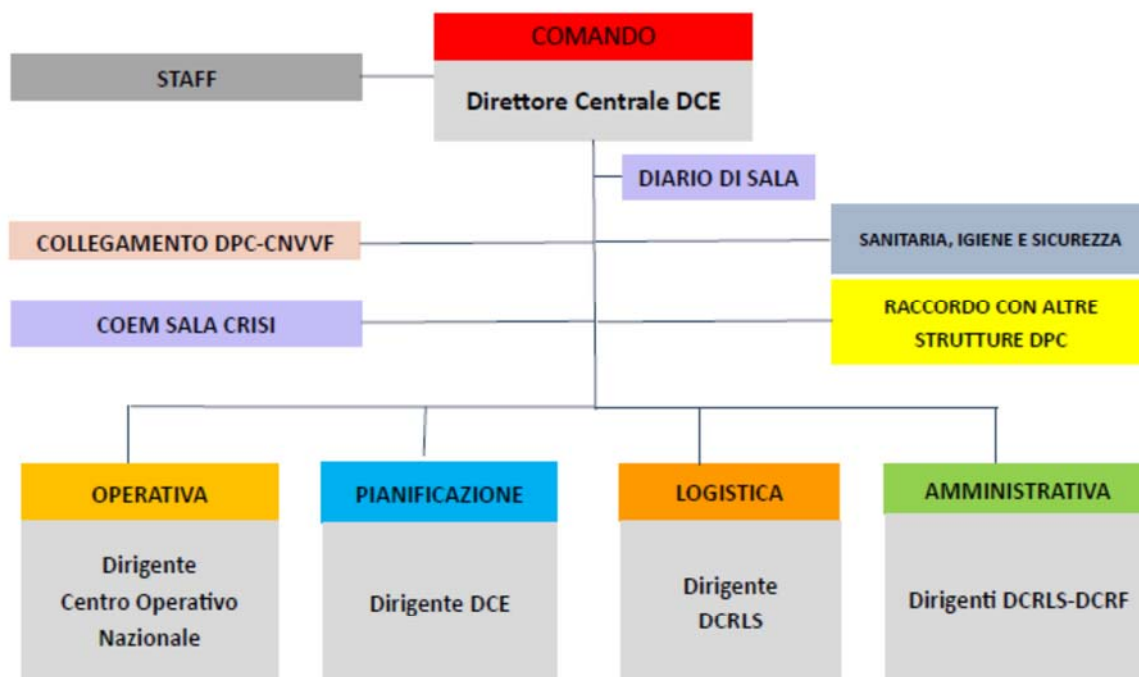 COMANDO
STAFF
Direttore Centrale DCE
DIARIO DI SALA
COLLEGAMENTO DPC-CNVVF
SANITARIA, IGIENE E SICUREZZA
COEM SALA CRISI
RACCORDO CON ALTRE
STRUTTURE DPC
OPERATIVA
Dirigente
Centro Operativo
Nazionale
PIANIFICAZIONE
Dirigente DCE
LOGISTICA
Dirigente
DCRLS
AMMINISTRATIVA
Dirigenti DCRLS-DCRF